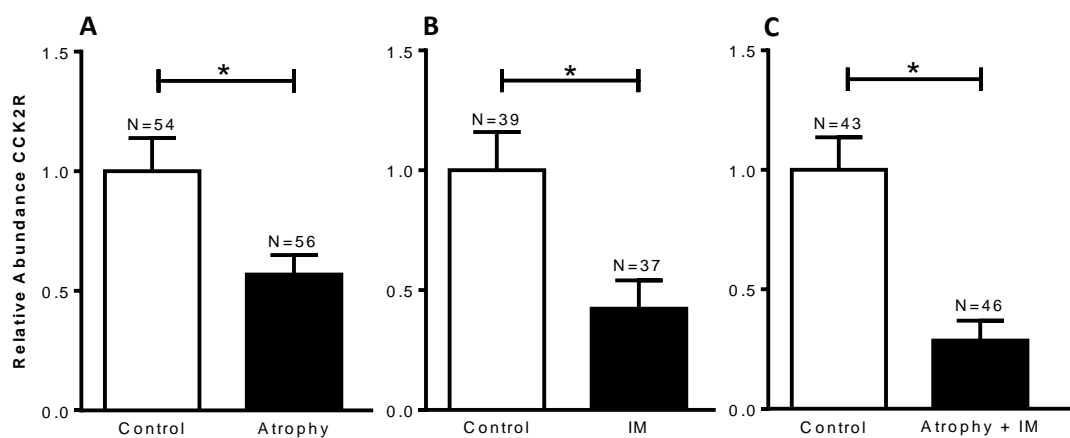 A
Relative Abundance CCK2R
1.5
1.0
0.5
0.0
*
N=54
N=56
Control
Atrophy
B
1.5
1.0
0.5
0.0
*
N=39
N=37
Control
IM
C
1.5
1.0
0.5
0.0
*
N=43
N=46
Control
Atrophy + IM